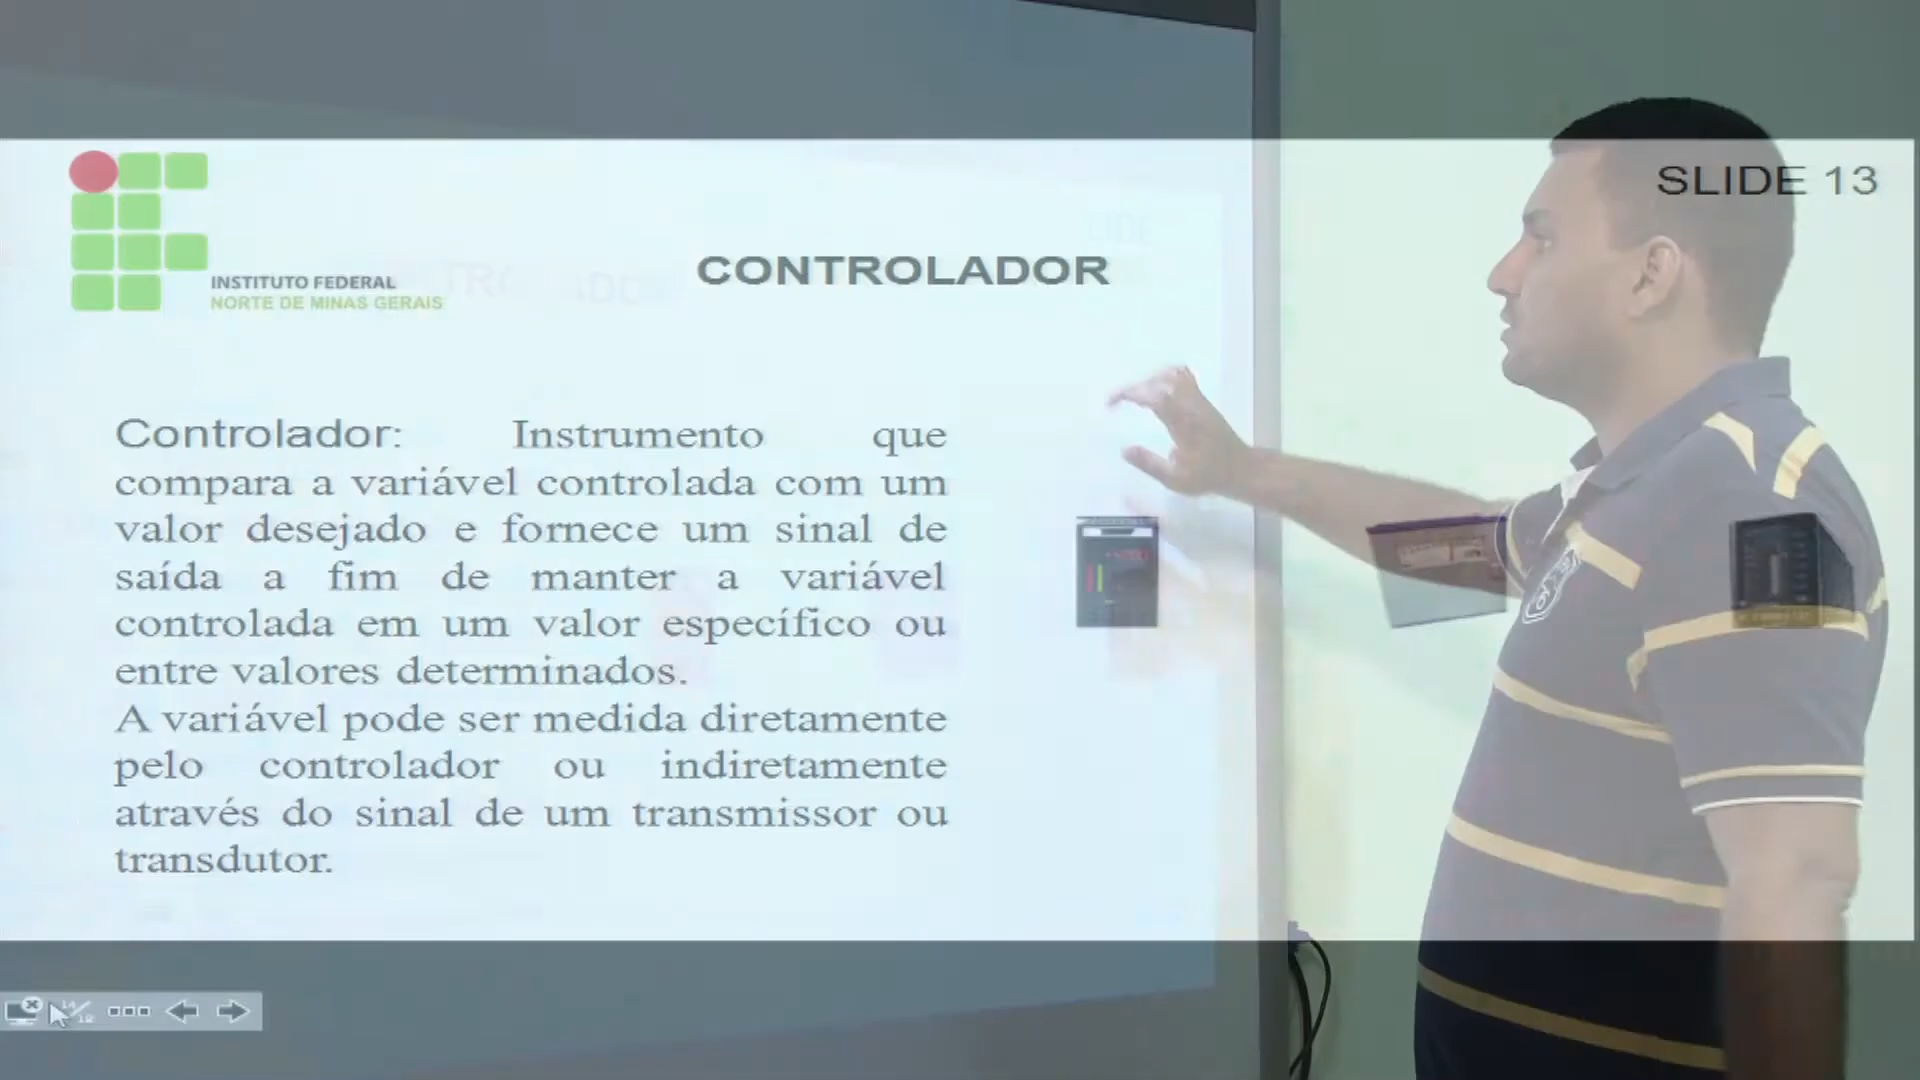 SLIDE 13
CONTROLADOR
INSTITUTO FEDERAL
NORTE DE MINAS GERAIS
Controlador: Instrumento que
compara a variável controlada com um
valor desejado e fornece um sinal de
saída a fim de manter a variável
controlada em um valor específico ou
entre valores determinados.
A variável pode ser medida diretamente
pelo controlador ou indiretamente
através do sinal de um transmissor ou
transdutor.